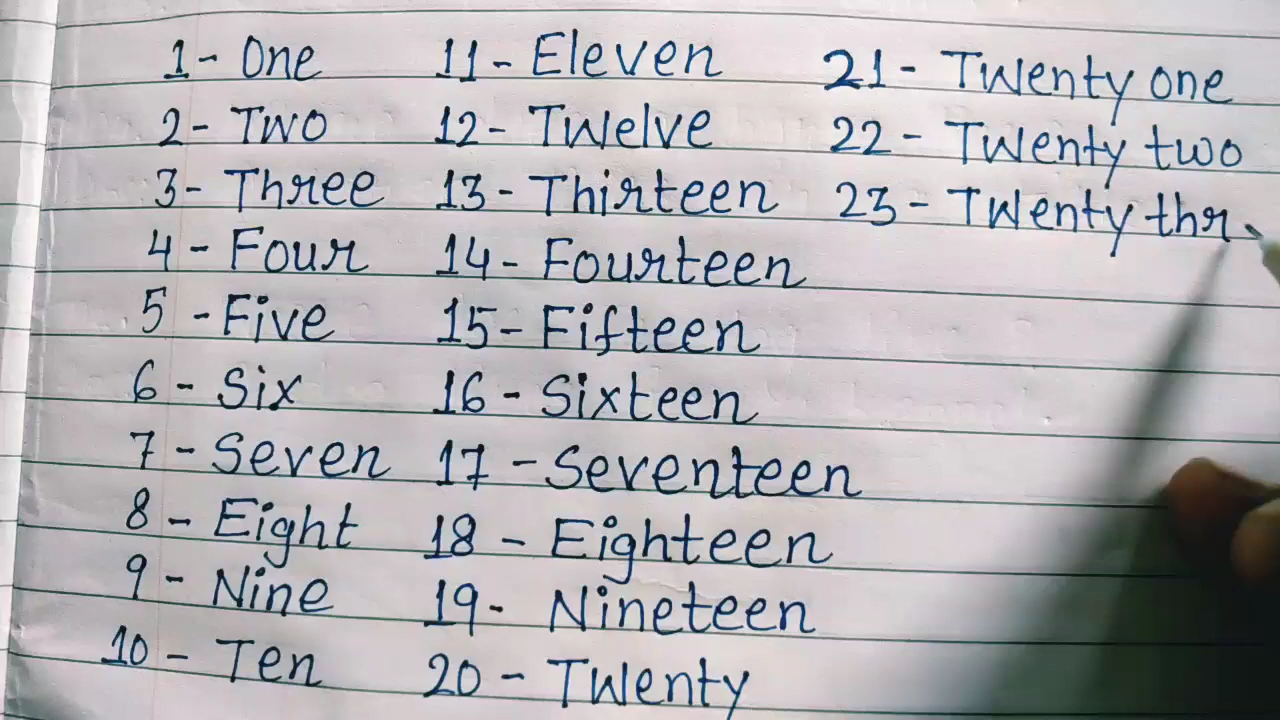 1- One
2- Two
3- Three
4 - Four
5 - Five
6 - Six
7 - Seven
8 - Eight
9 - Nine
10 - Ten
11 - Eleven
12 - Twelve
13 - Thirteen
14 - Fourteen
15 - Fifteen
16 - Sixteen
17 - Seventeen
18 - Eighteen
19 - Nineteen
20 - Twenty
21 - Twenty one
22 - Twenty two
23 - Twenty thr